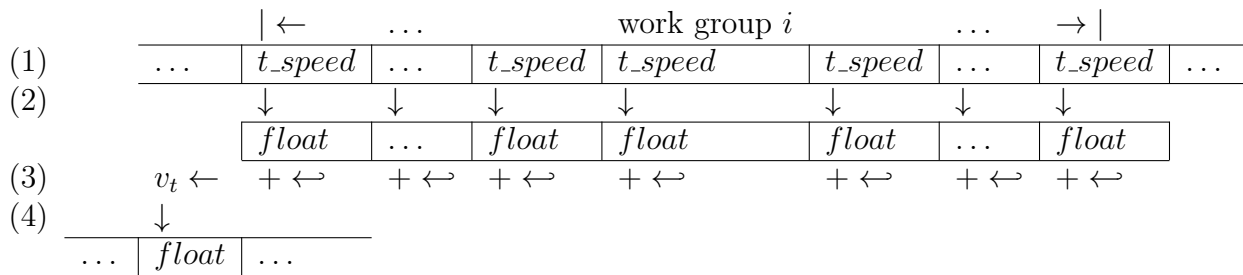 | ← … work group i … → |
(1) … t_speed … t_speed t_speed t_speed … t_speed …
(2) ↓ ↓ ↓ ↓ ↓ ↓ ↓
float … float float float … float
(3) v_t ← + ↩ + ↩ + ↩ + ↩ + ↩ + ↩ + ↩
(4) ↓
… float …